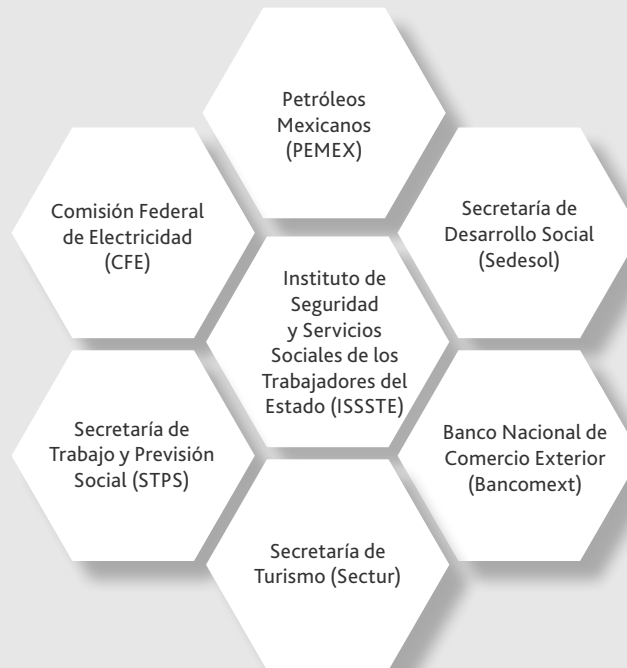 Petróleos
Mexicanos
(PEMEX)
Comisión Federal
de Electricidad
(CFE)
Secretaría de
Desarrollo Social
(Sedesol)
Instituto de
Seguridad
y Servicios
Sociales de los
Trabajadores del
Estado (ISSSTE)
Secretaría de
Trabajo y Previsión
Social (STPS)
Banco Nacional de
Comercio Exterior
(Bancomext)
Secretaría de
Turismo (Sectur)